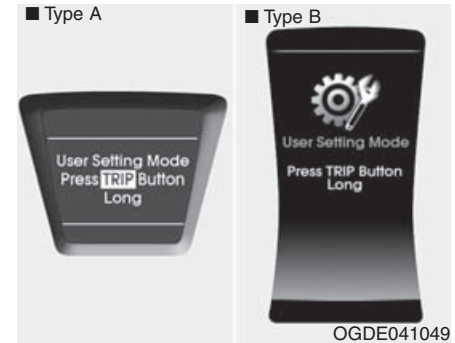 ■ Type A
User Setting Mode
Press TRIP Button
Long
■ Type B
User Setting Mode
Press TRIP Button
Long
OGDE041049